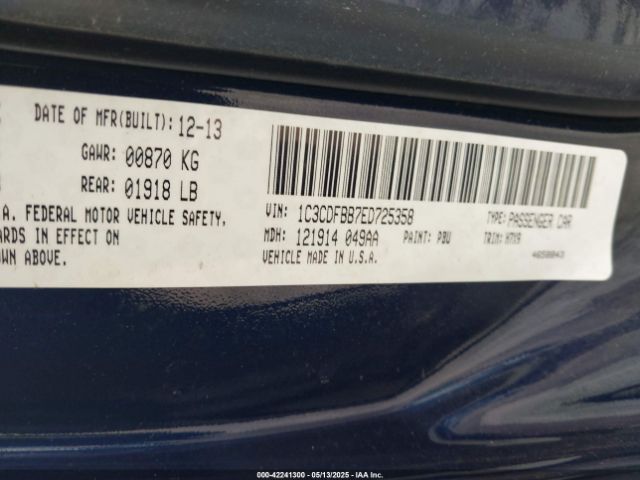 DATE OF MFR(BUILT): 12-13
GAWR: 00870 KG
REAR: 01918 LB
A. FEDERAL MOTOR VEHICLE SAFETY,
ARDS IN EFFECT ON
OWN ABOVE.
VIN: 1C3CDFBB7ED725358
TYPE: PASSENGER CAR
MDH: 121914 049AA
PAINT: PBU
TRIM: H7X9
VEHICLE MADE IN U.S.A.
000-42241300 | 05/13/2025 | IAA Inc.